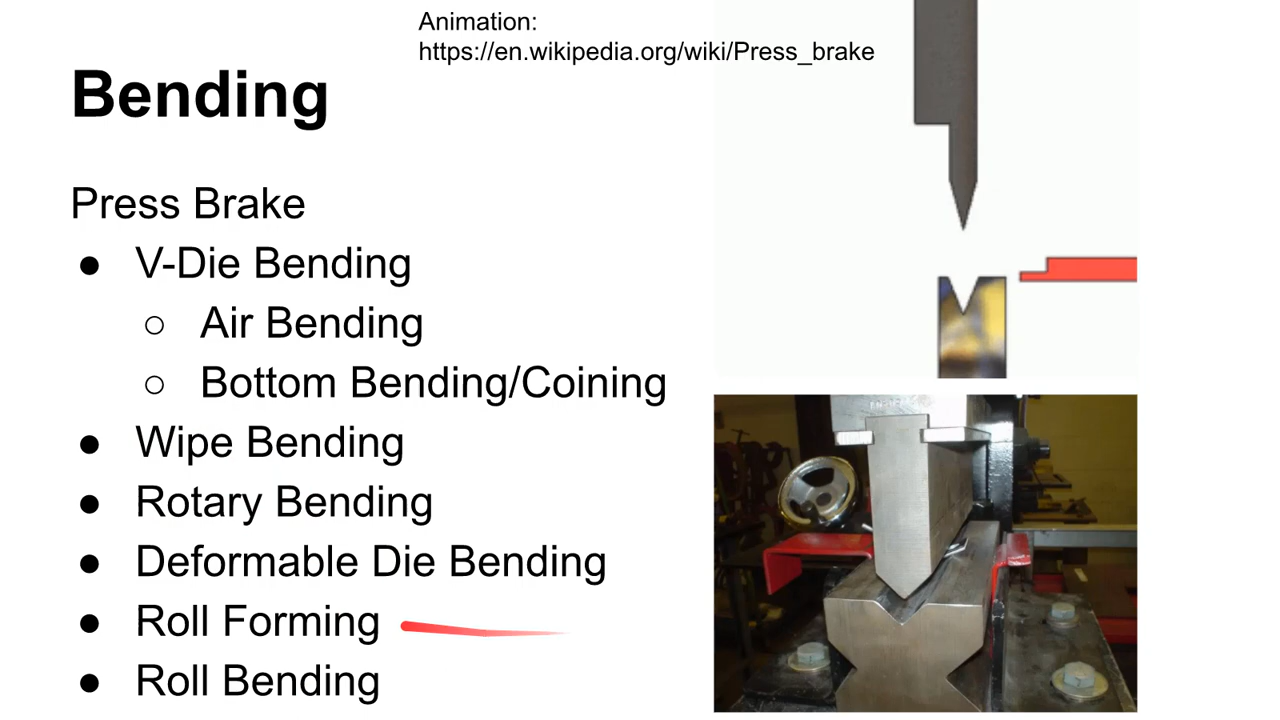 Animation:
https://en.wikipedia.org/wiki/Press_brake
Bending
Press Brake
● V-Die Bending
○ Air Bending
○ Bottom Bending/Coining
● Wipe Bending
● Rotary Bending
● Deformable Die Bending
● Roll Forming
● Roll Bending